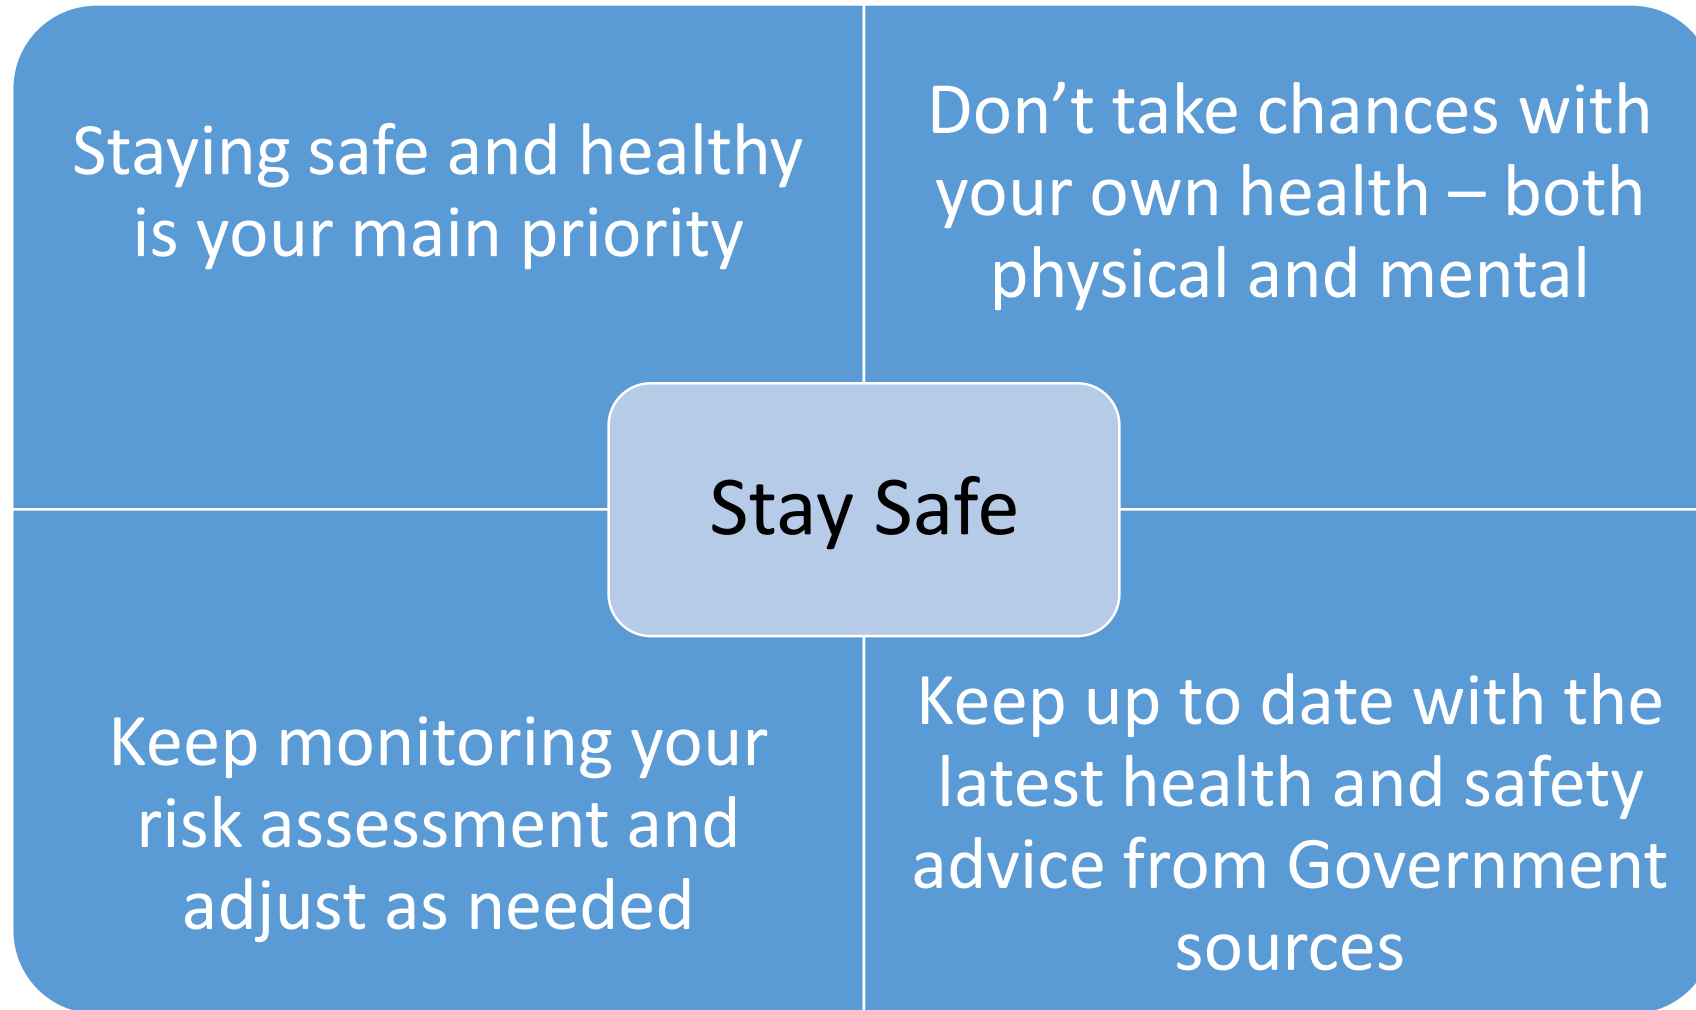 Staying safe and healthy
is your main priority
Don’t take chances with
your own health – both
physical and mental
Stay Safe
Keep monitoring your
risk assessment and
adjust as needed
Keep up to date with the
latest health and safety
advice from Government
sources